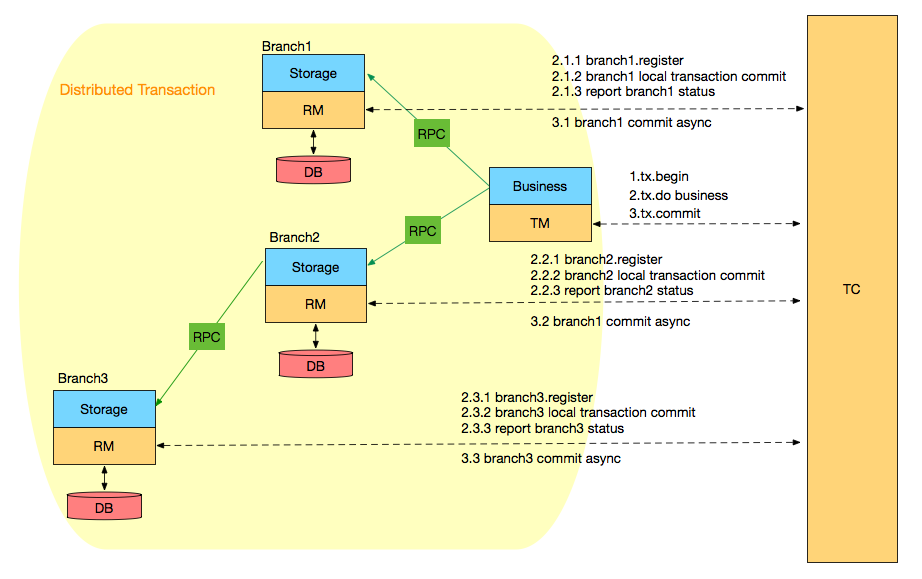 Branch1
Storage
RM
DB
Distributed Transaction
2.1.1 branch1.register
2.1.2 branch1 local transaction commit
2.1.3 report branch1 status
3.1 branch1 commit async
RPC
Business
TM
1.tx.begin
2.tx.do business
3.tx.commit
RPC
Branch2
Storage
RM
DB
2.2.1 branch2.register
2.2.2 branch2 local transaction commit
2.2.3 report branch2 status
3.2 branch1 commit async
TC
RPC
Branch3
Storage
RM
DB
2.3.1 branch3.register
2.3.2 branch3 local transaction commit
2.3.3 report branch3 status
3.3 branch3 commit async